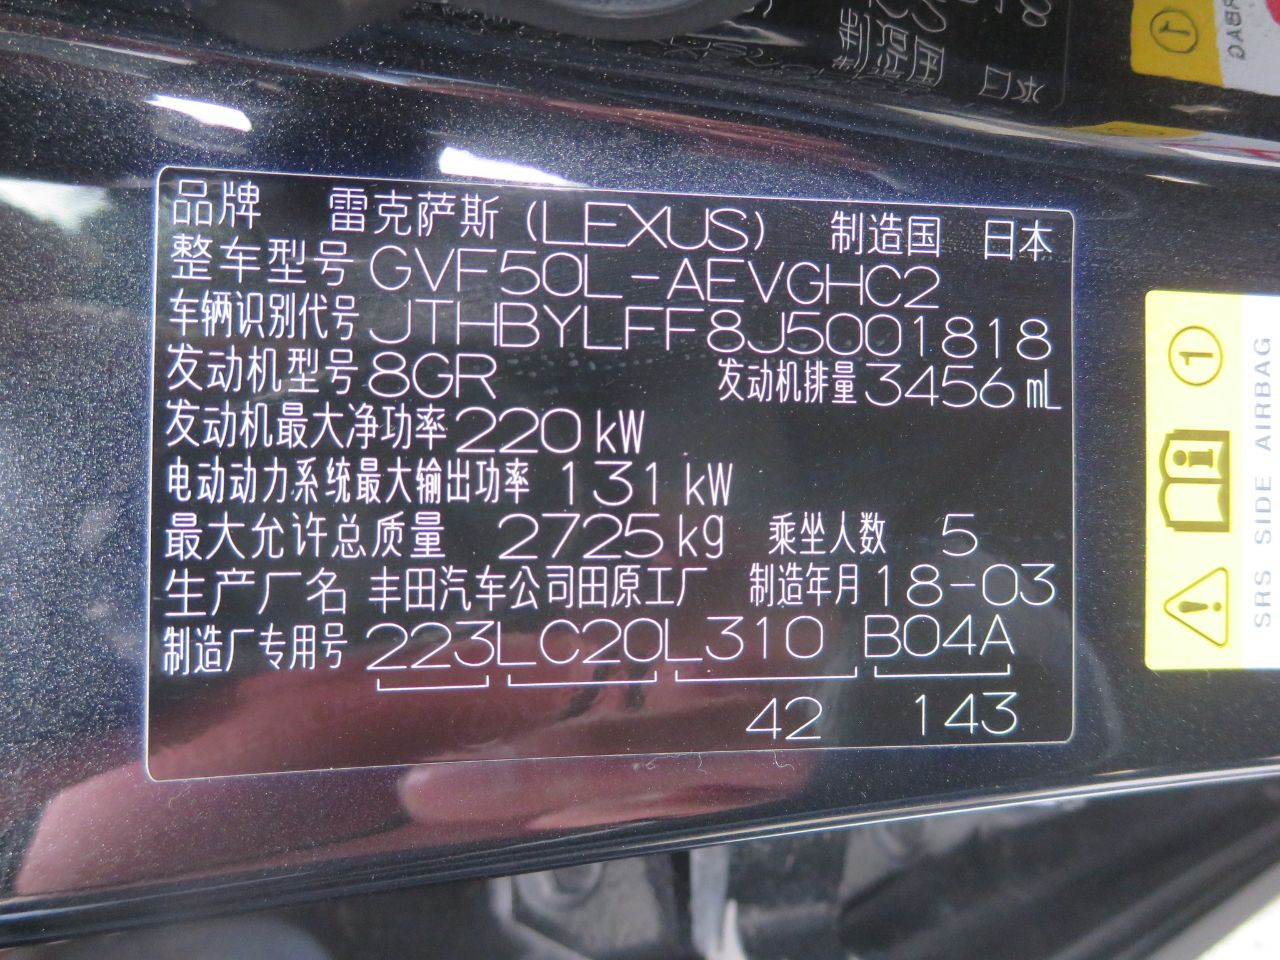 制造国 日本
品牌 雷克萨斯 (LEXUS) 制造国 日本
整车型号 GVF50L-AEVGHC2
车辆识别代号 JTHBYLFF8J5001818
发动机型号 8GR 发动机排量 3456 mL
发动机最大净功率 220 kW
电动动力系统最大输出功率 131 kW
最大允许总质量 2725 kg 乘坐人数 5
生产厂名 丰田汽车公司田原工厂 制造年月 18-03
制造厂专用号 223LC20L310 B04A
42 143
SRS SIDE AIRBAG